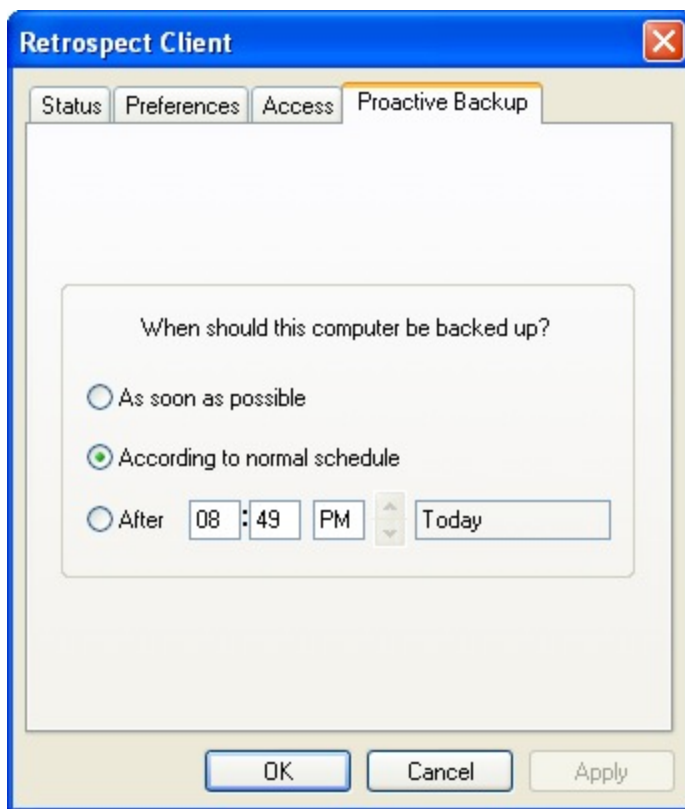 Retrospect Client
Status Preferences Access Proactive Backup
When should this computer be backed up?
As soon as possible
According to normal schedule
After 08 : 49 PM Today
OK Cancel Apply